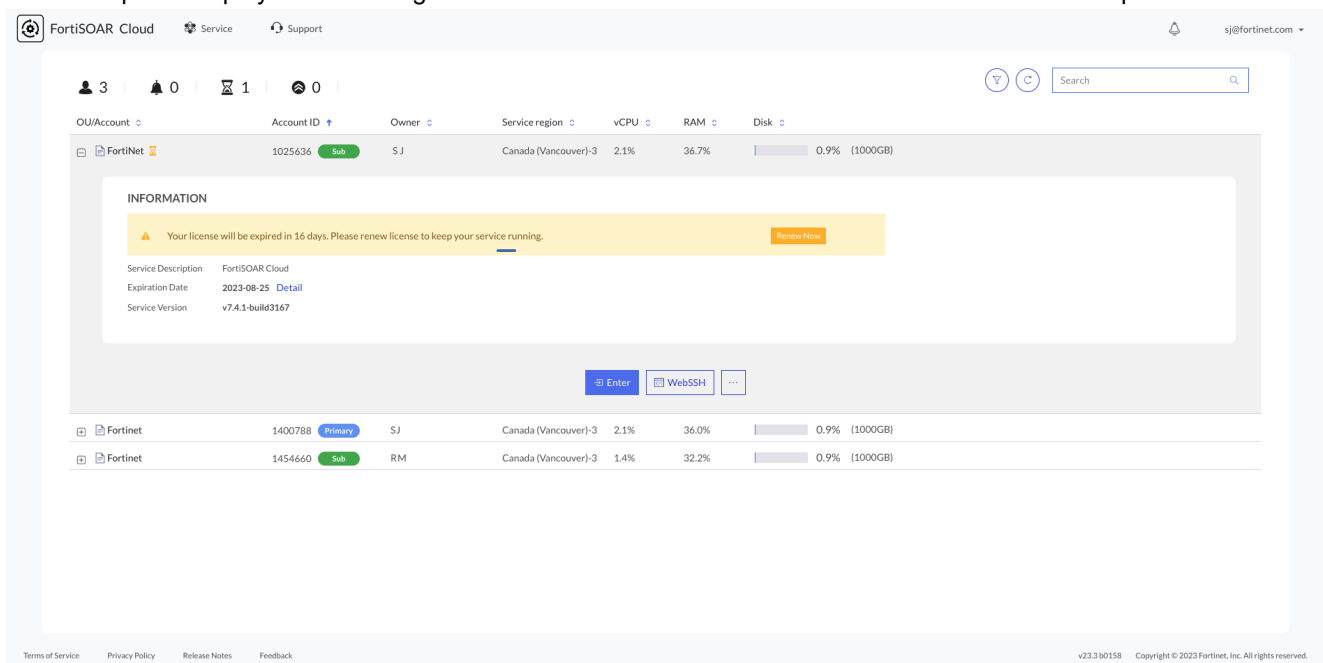 FortiSOAR Cloud Service Support sj@fortinet.com
3 0 1 0 Search
OU/Account Account ID Owner Service region vCPU RAM Disk
FortiNet 1025636 Sub S J Canada (Vancouver)-3 2.1% 36.7% 0.9% (1000GB)
INFORMATION
Your license will be expired in 16 days. Please renew license to keep your service running. Renew Now
Service Description FortiSOAR Cloud
Expiration Date 2023-08-25 Detail
Service Version v7.4.1-build3167
Enter WebSSH ...
Fortinet 1400788 Primary SJ Canada (Vancouver)-3 2.1% 36.0% 0.9% (1000GB)
Fortinet 1454660 Sub RM Canada (Vancouver)-3 1.4% 32.2% 0.9% (1000GB)
Terms of Service Privacy Policy Release Notes Feedback v23.3 b0158 Copyright © 2023 Fortinet, Inc. All rights reserved.